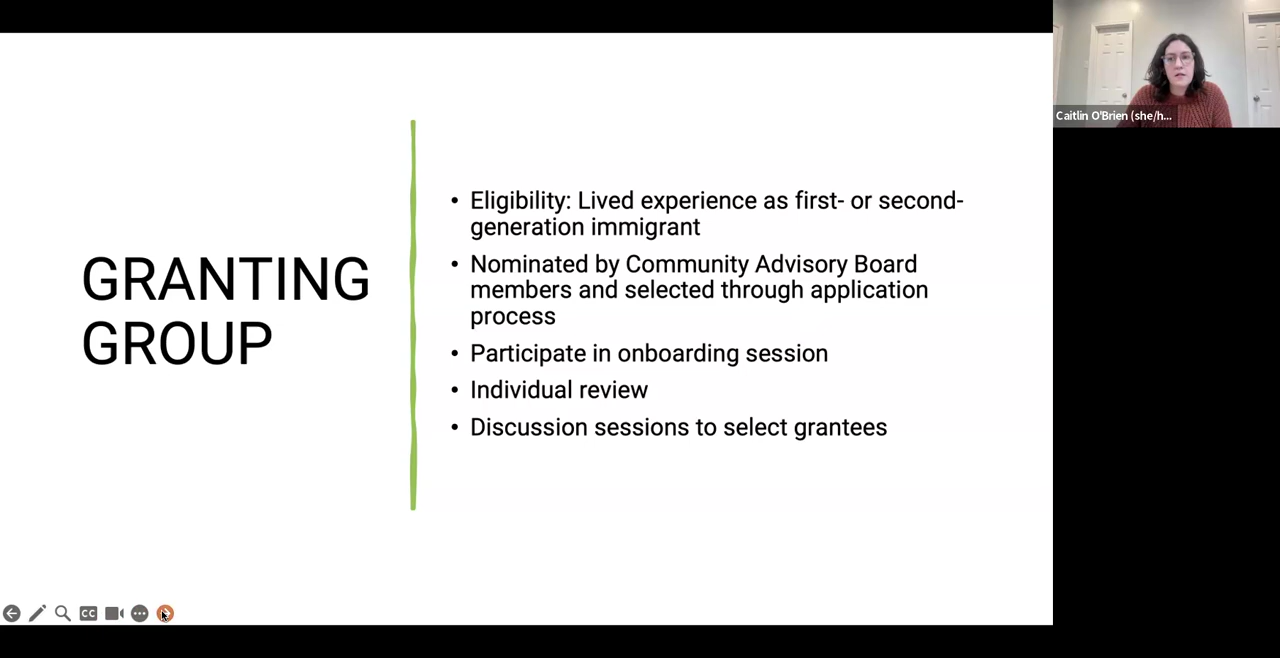 GRANTING
GROUP
• Eligibility: Lived experience as first- or second-
generation immigrant
• Nominated by Community Advisory Board
members and selected through application
process
• Participate in onboarding session
• Individual review
• Discussion sessions to select grantees
Caitlin O'Brien (she/h...
CC